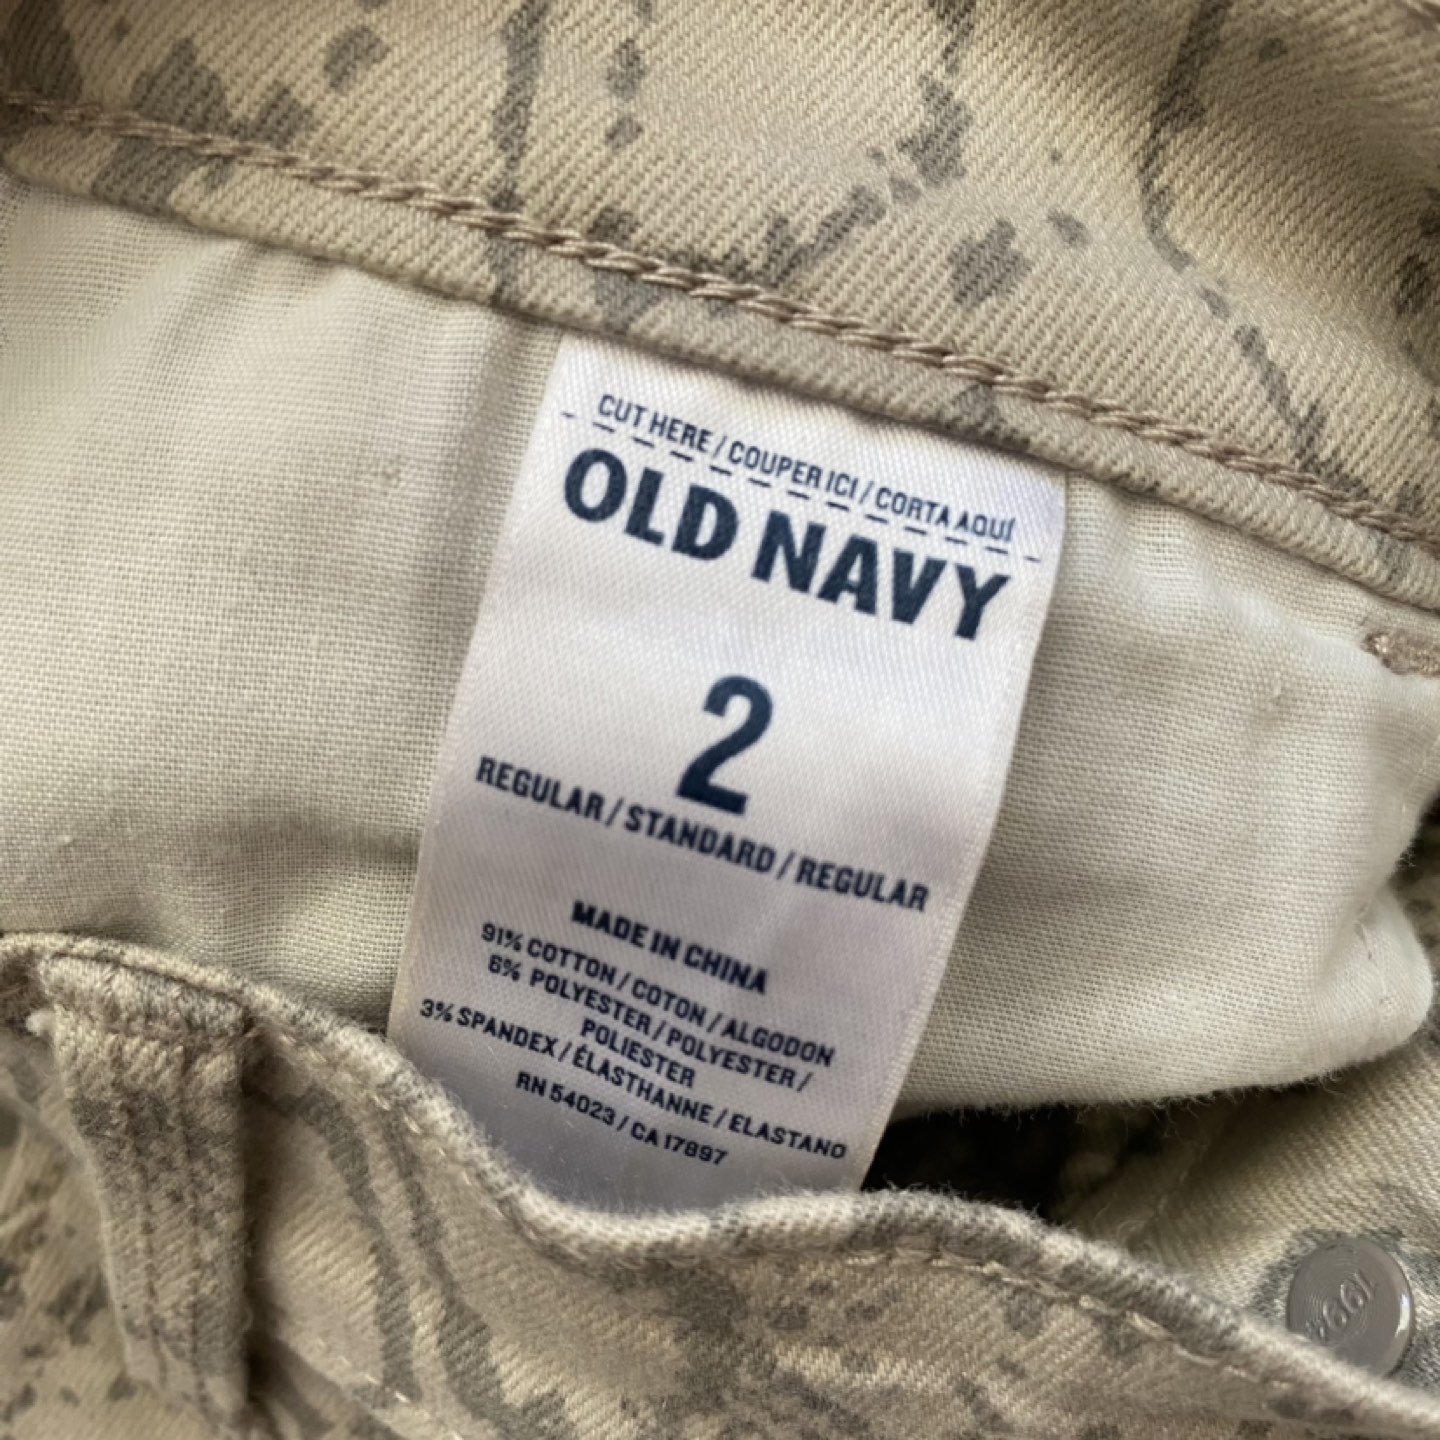 CUT HERE / COUPER ICI / CORTA AQUÍ
OLD NAVY
2
REGULAR / STANDARD / REGULAR
MADE IN CHINA
91% COTTON / COTON / ALGODON
6% POLYESTER / POLYESTER /
POLIESTER
3% SPANDEX / ÉLASTHANNE / ELASTANO
RN 54023 / CA 17897
1994